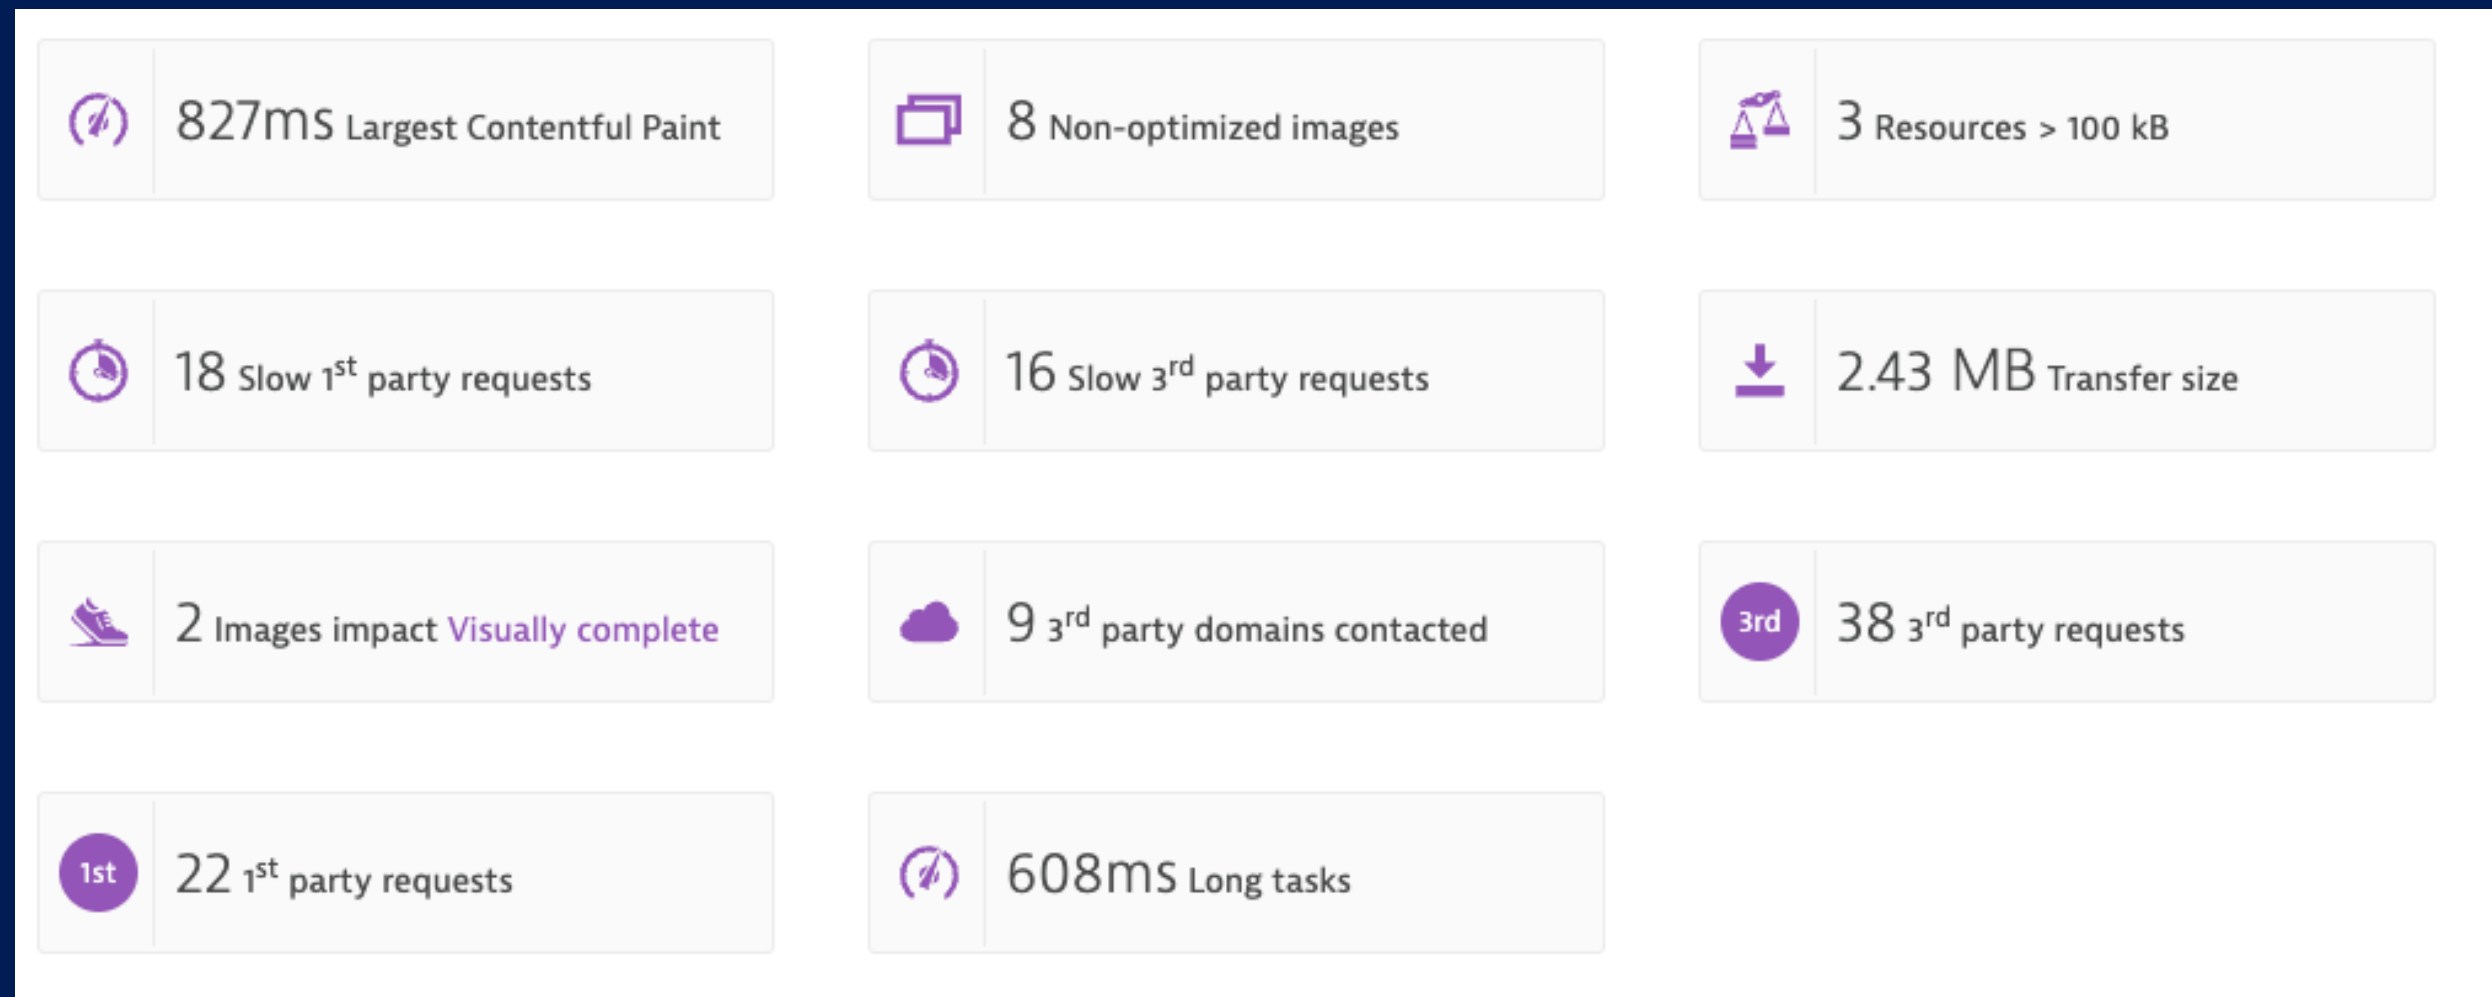 827ms Largest Contentful Paint
8 Non-optimized images
3 Resources > 100 kB
18 Slow 1st party requests
16 Slow 3rd party requests
2.43 MB Transfer size
2 Images impact Visually complete
9 3rd party domains contacted
3rd
38 3rd party requests
1st
22 1st party requests
608ms Long tasks